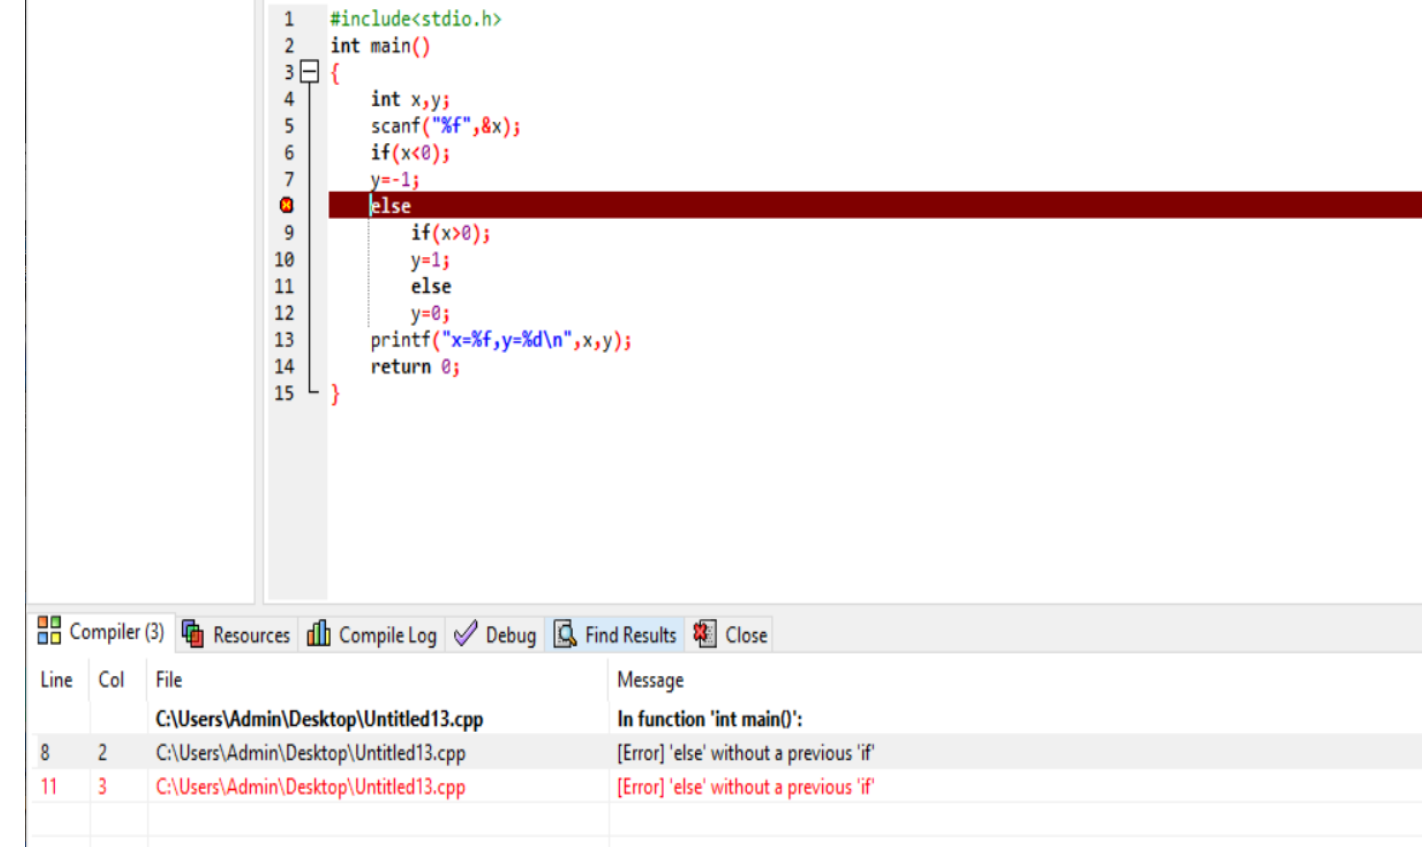 1 #include<stdio.h>
2 int main()
3 {
4 int x,y;
5 scanf("%f",&x);
6 if(x<0);
7 y=-1;
else
9 if(x>0);
10 y=1;
11 else
12 y=0;
13 printf("x=%f,y=%d\n",x,y);
14 return 0;
15 }
Compiler (3) Resources Compile Log Debug Find Results Close
Line Col File Message
C:\Users\Admin\Desktop\Untitled13.cpp In function 'int main()':
8 2 C:\Users\Admin\Desktop\Untitled13.cpp [Error] 'else' without a previous 'if'
11 3 C:\Users\Admin\Desktop\Untitled13.cpp [Error] 'else' without a previous 'if'